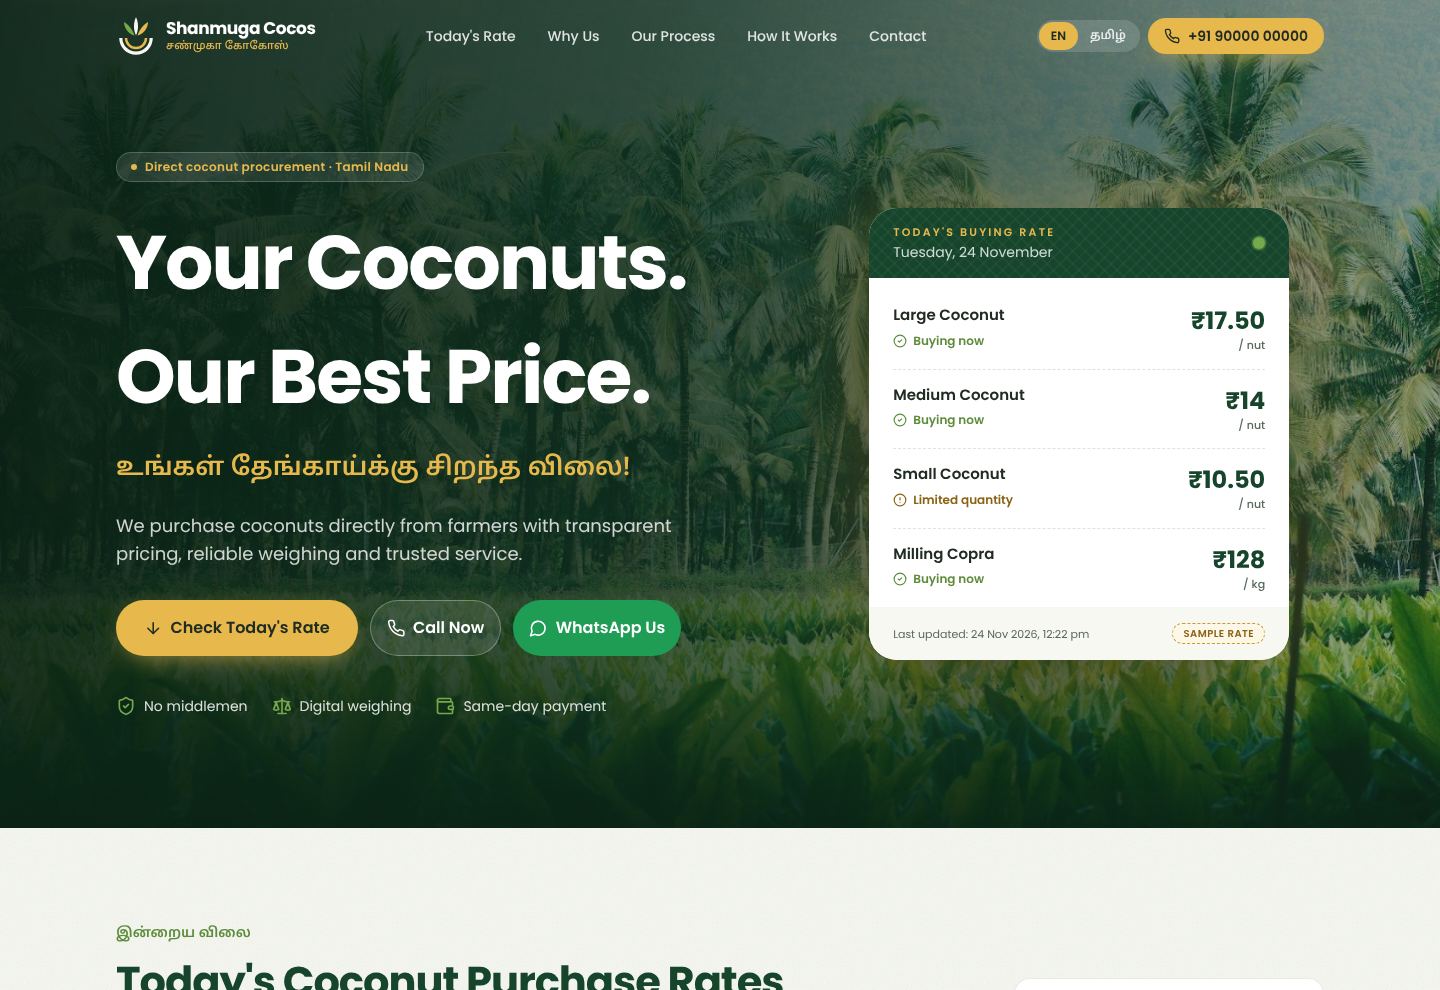 Shanmuga Cocos
சண்முகா கோகோஸ்
Today's Rate
Why Us
Our Process
How It Works
Contact
EN
தமிழ்
+91 90000 00000
Direct coconut procurement · Tamil Nadu
Your Coconuts.
Our Best Price.
உங்கள் தேங்காய்க்கு சிறந்த விலை!
We purchase coconuts directly from farmers with transparent
pricing, reliable weighing and trusted service.
Check Today's Rate
Call Now
WhatsApp Us
No middlemen
Digital weighing
Same-day payment
TODAY'S BUYING RATE
Tuesday, 24 November
Large Coconut
₹17.50
Buying now
/ nut
Medium Coconut
₹14
Buying now
/ nut
Small Coconut
₹10.50
Limited quantity
/ nut
Milling Copra
₹128
Buying now
/ kg
Last updated: 24 Nov 2026, 12:22 pm
SAMPLE RATE
இன்றைய விலை
Today's Coconut Purchase Rates